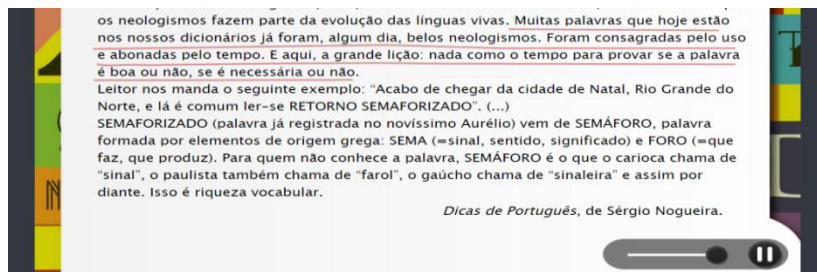 os neologismos fazem parte da evolução das línguas vivas. Muitas palavras que hoje estão
nos nossos dicionários já foram, algum dia, belos neologismos. Foram consagradas pelo uso
e abonadas pelo tempo. E aqui, a grande lição: nada como o tempo para provar se a palavra
é boa ou não, se é necessária ou não.
Leitor nos manda o seguinte exemplo: “Acabo de chegar da cidade de Natal, Rio Grande do
Norte, e lá é comum ler-se RETORNO SEMAFORIZADO”. (...)
SEMAFORIZADO (palavra já registrada no novíssimo Aurélio) vem de SEMÁFORO, palavra
formada por elementos de origem grega: SEMA (=sinal, sentido, significado) e FORO (=que
faz, que produz). Para quem não conhece a palavra, SEMÁFORO é o que o carioca chama de
“sinal”, o paulista também chama de “farol”, o gaúcho chama de “sinaleira” e assim por
diante. Isso é riqueza vocabular.
Dicas de Português, de Sérgio Nogueira.